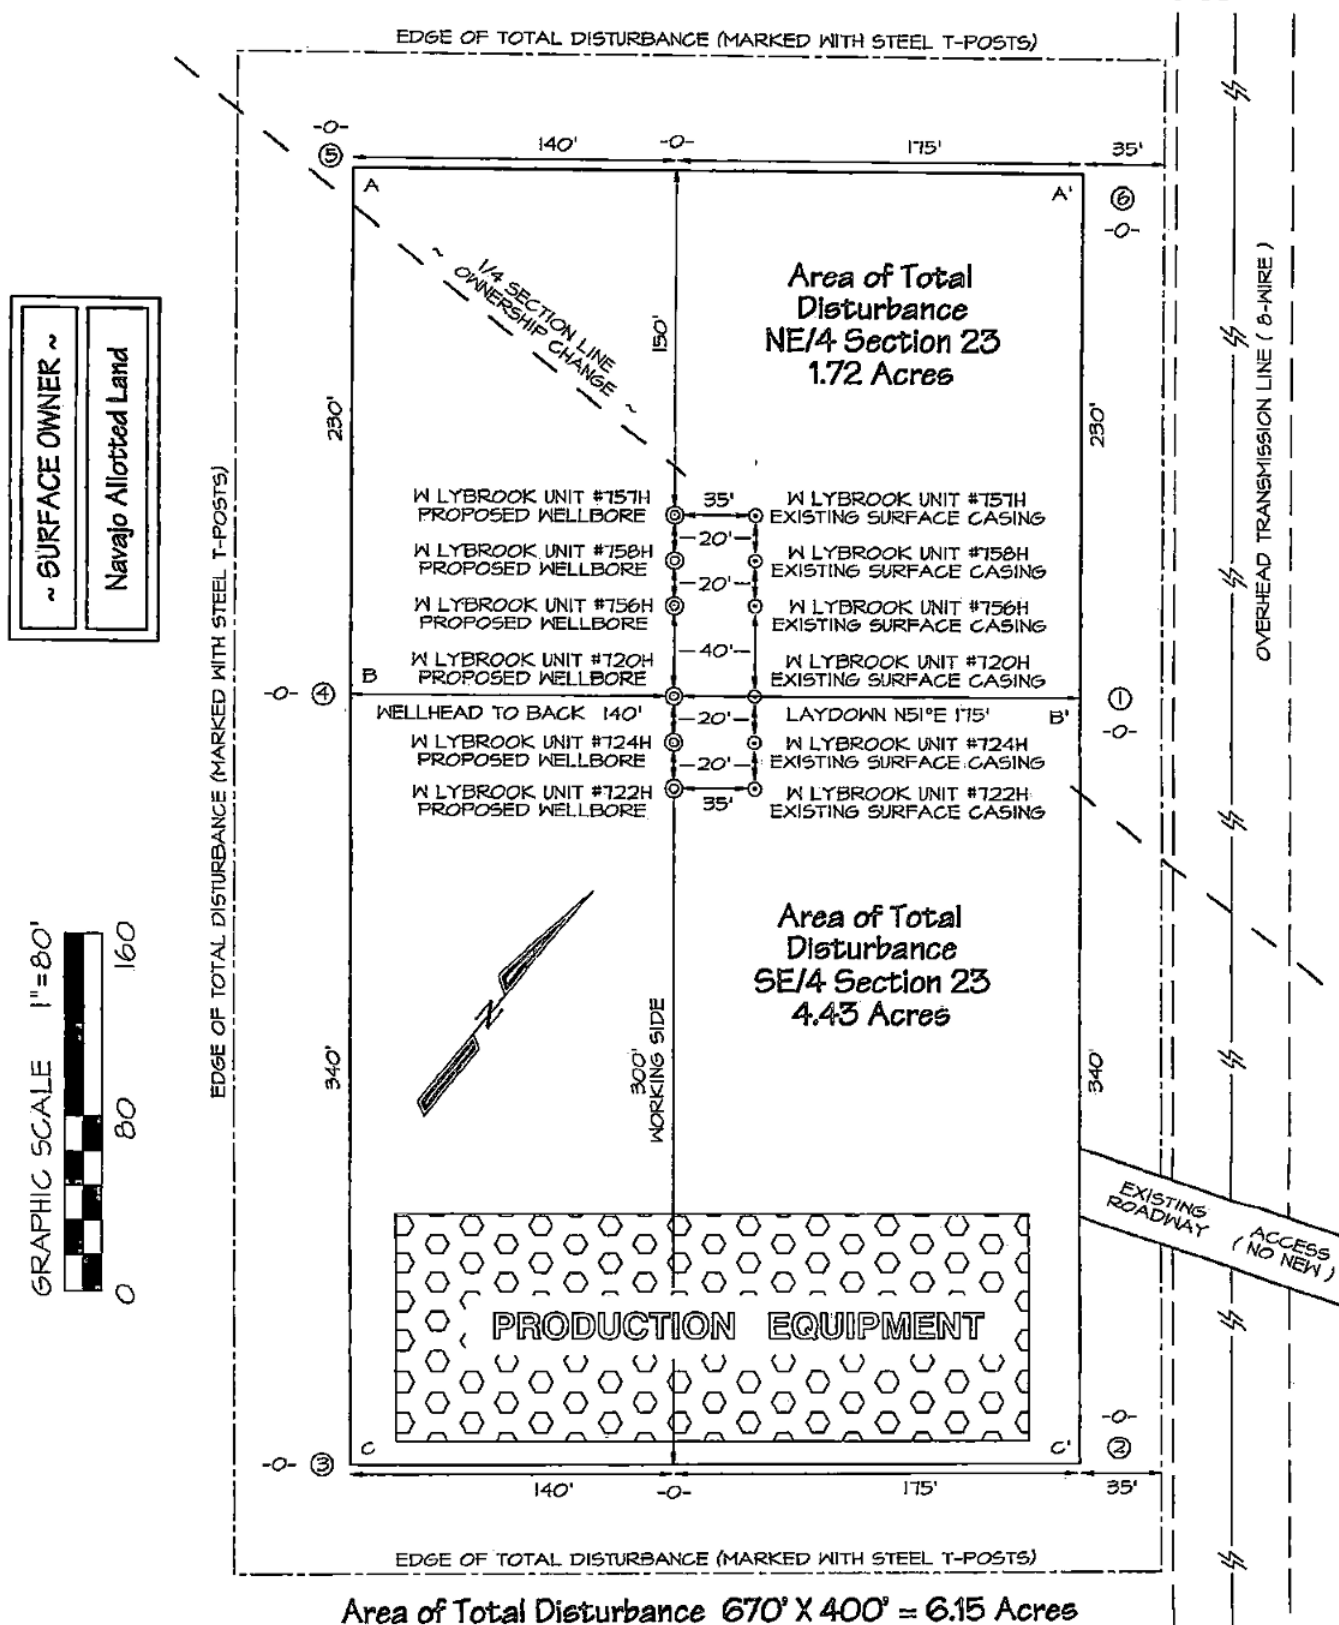 EDGE OF TOTAL DISTURBANCE (MARKED WITH STEEL T-POSTS)
-0-
5
140'
-0-
175'
35'
A
A'
6
-0-
~ 1/4 SECTION LINE
OWNERSHIP CHANGE ~
150'
Area of Total
Disturbance
NE/4 Section 23
1.72 Acres
230'
230'
~ SURFACE OWNER ~
Navajo Allotted Land
EDGE OF TOTAL DISTURBANCE (MARKED WITH STEEL T-POSTS)
OVERHEAD TRANSMISSION LINE ( 8-WIRE )
W LYBROOK UNIT #757H
PROPOSED WELLBORE
35'
W LYBROOK UNIT #757H
EXISTING SURFACE CASING
20'
W LYBROOK UNIT #758H
PROPOSED WELLBORE
W LYBROOK UNIT #758H
EXISTING SURFACE CASING
20'
W LYBROOK UNIT #756H
PROPOSED WELLBORE
W LYBROOK UNIT #756H
EXISTING SURFACE CASING
40'
W LYBROOK UNIT #720H
PROPOSED WELLBORE
W LYBROOK UNIT #720H
EXISTING SURFACE CASING
-0- 4
B
1
-0-
WELLHEAD TO BACK 140'
20'
LAYDOWN N51°E 175'
B'
W LYBROOK UNIT #724H
PROPOSED WELLBORE
W LYBROOK UNIT #724H
EXISTING SURFACE CASING
20'
W LYBROOK UNIT #722H
PROPOSED WELLBORE
35'
W LYBROOK UNIT #722H
EXISTING SURFACE CASING
N
Area of Total
Disturbance
SE/4 Section 23
4.43 Acres
GRAPHIC SCALE 1"=80'
0
80
160
340'
300'
WORKING SIDE
340'
EXISTING
ROADWAY
ACCESS
( NO NEW )
PRODUCTION EQUIPMENT
C
C'
-0- 3
-0-
2
140'
-0-
175'
35'
EDGE OF TOTAL DISTURBANCE (MARKED WITH STEEL T-POSTS)
Area of Total Disturbance 670' X 400' = 6.15 Acres